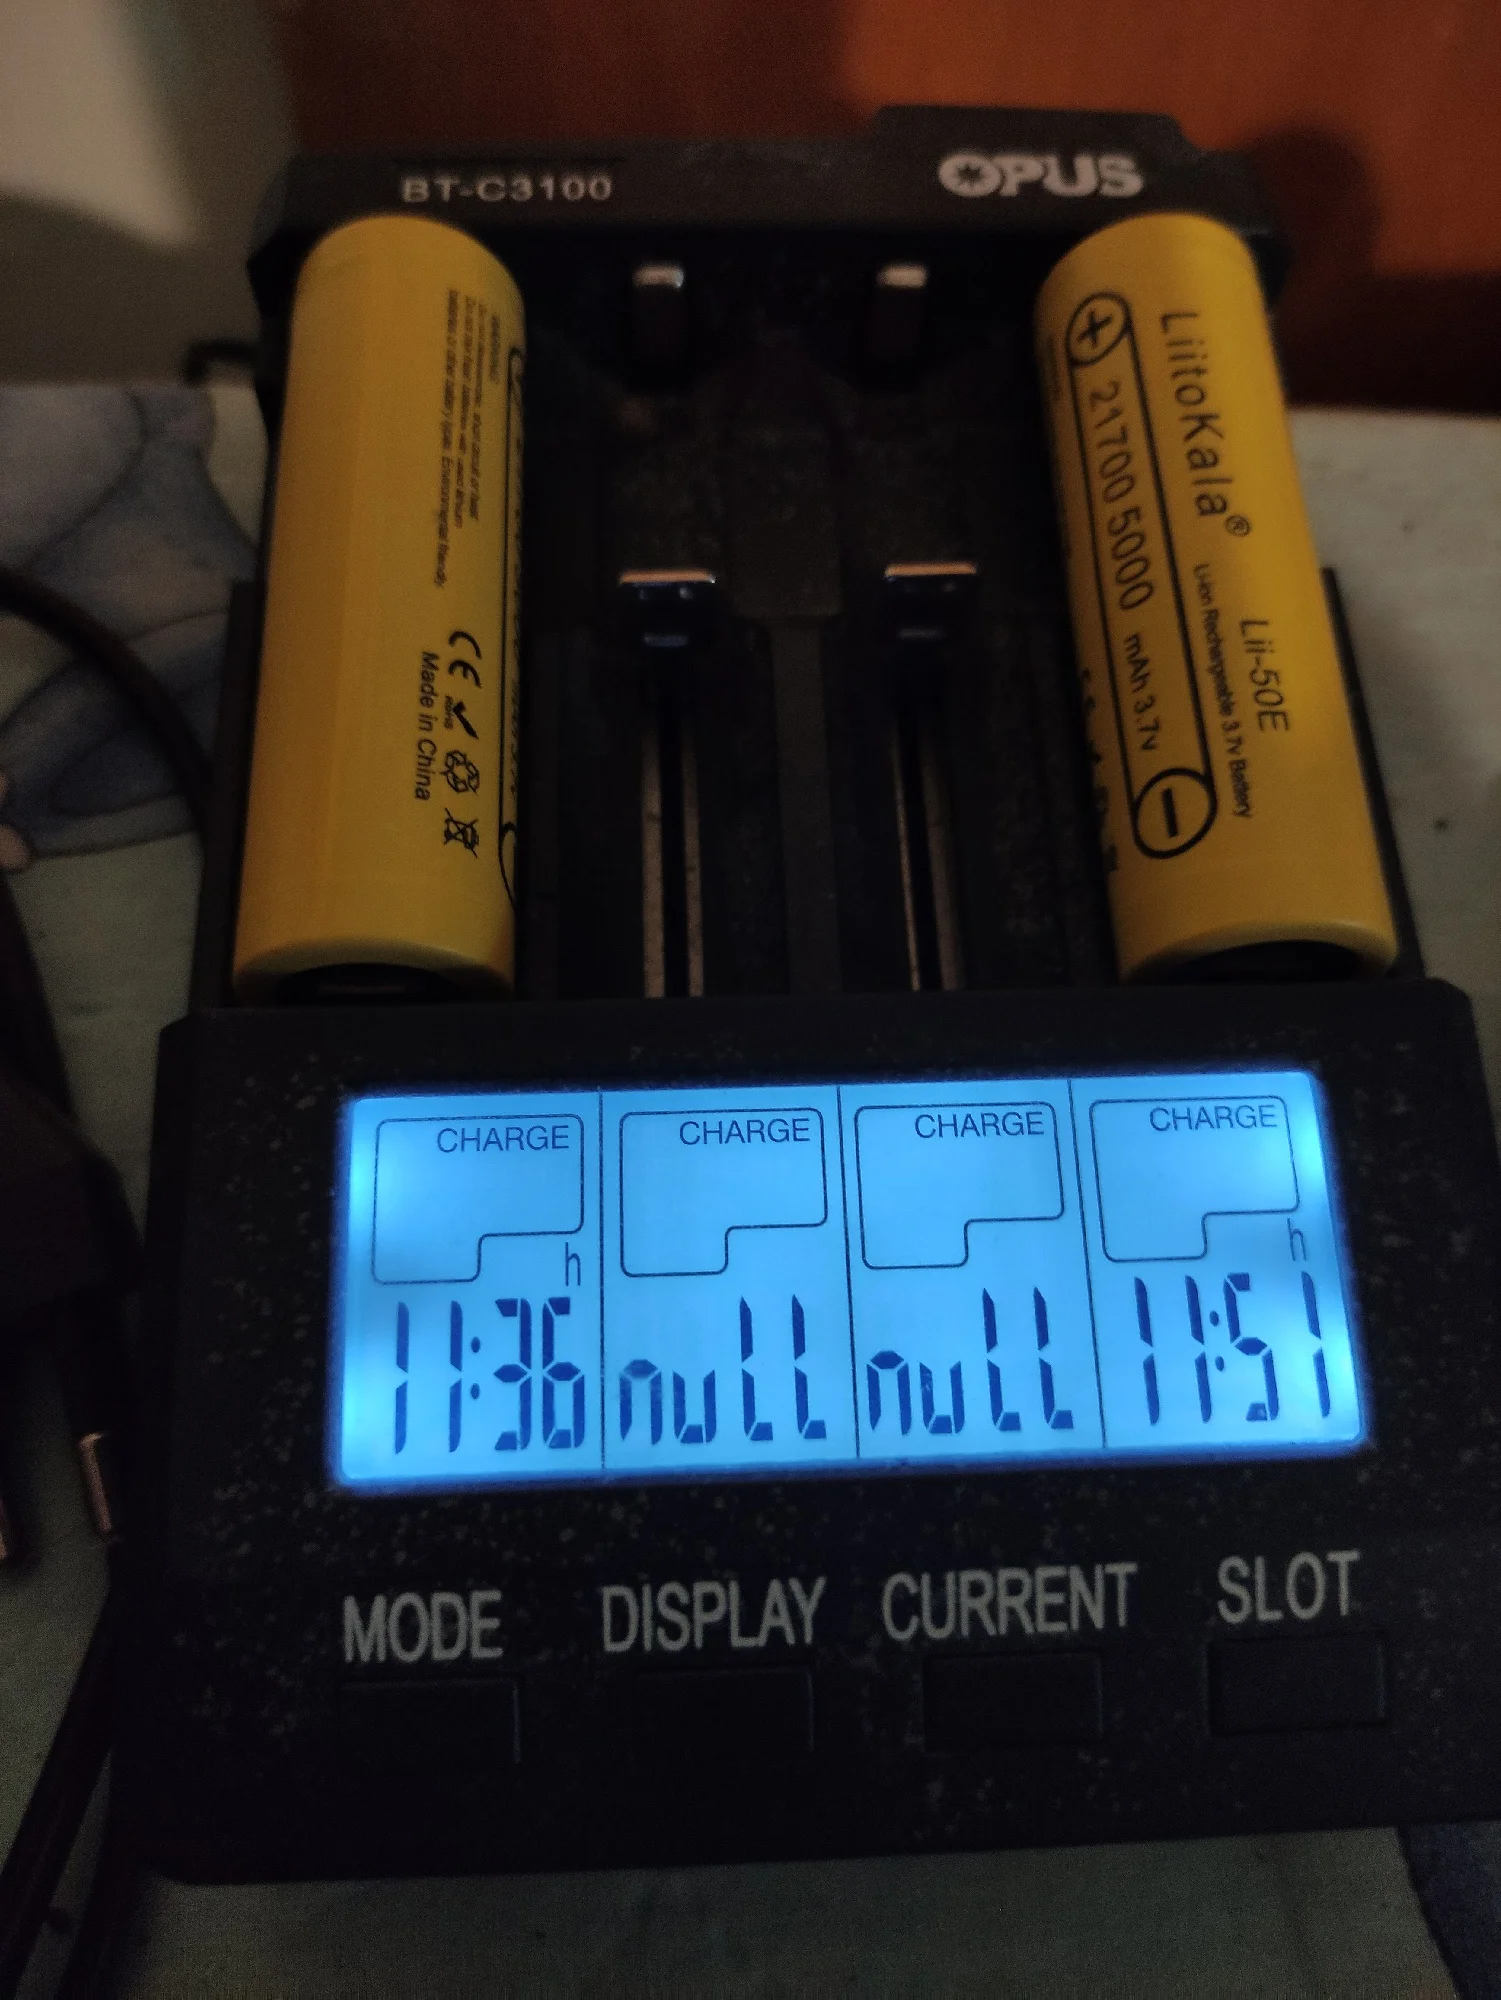 BT-C3100
OPUS
CE
Made in China
LiitoKala®
Lii-50E
Li-ion Rechargeable 3.7v Battery
+ 21700 5000 mAh 3.7v −
CHARGE
CHARGE
CHARGE
CHARGE
h
h
11:36
null
null
11:51
MODE
DISPLAY
CURRENT
SLOT